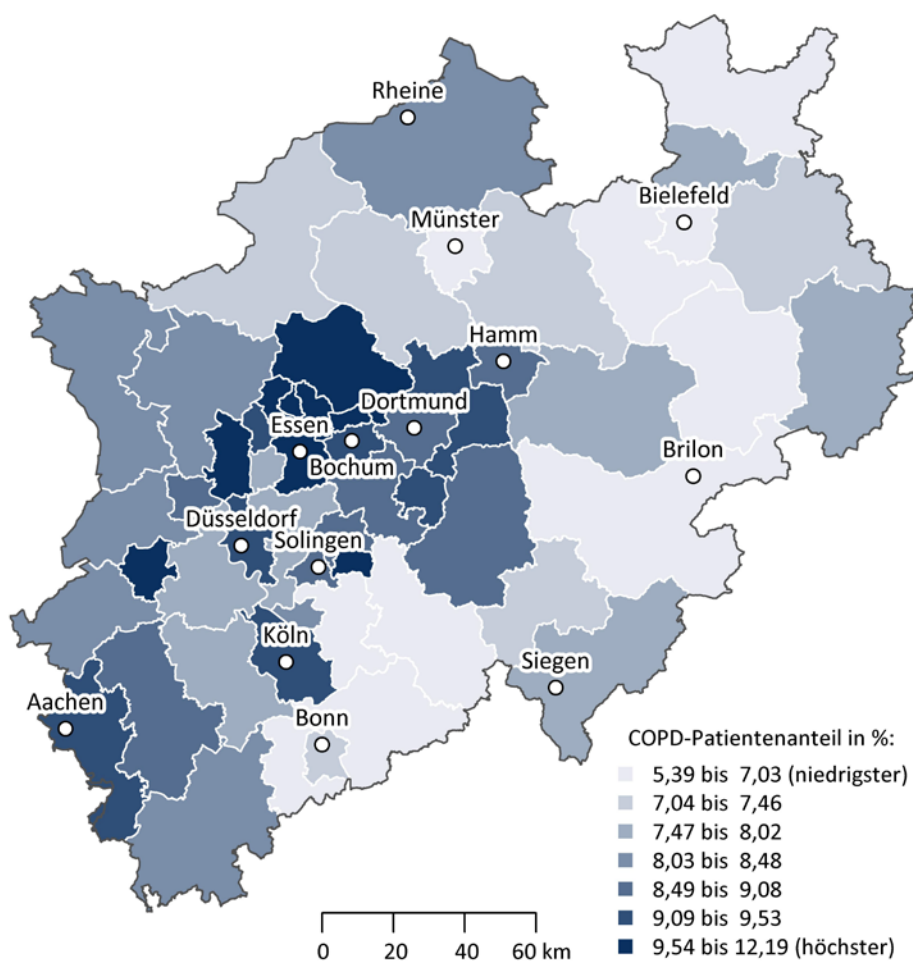 Rheine
Bielefeld
Münster
Hamm
Dortmund
Essen
Bochum
Brilon
Düsseldorf
Solingen
Köln
Siegen
Aachen
Bonn
COPD-Patientenanteil in %:
5,39 bis 7,03 (niedrigster)
7,04 bis 7,46
7,47 bis 8,02
8,03 bis 8,48
8,49 bis 9,08
9,09 bis 9,53
9,54 bis 12,19 (höchster)
0 20 40 60 km